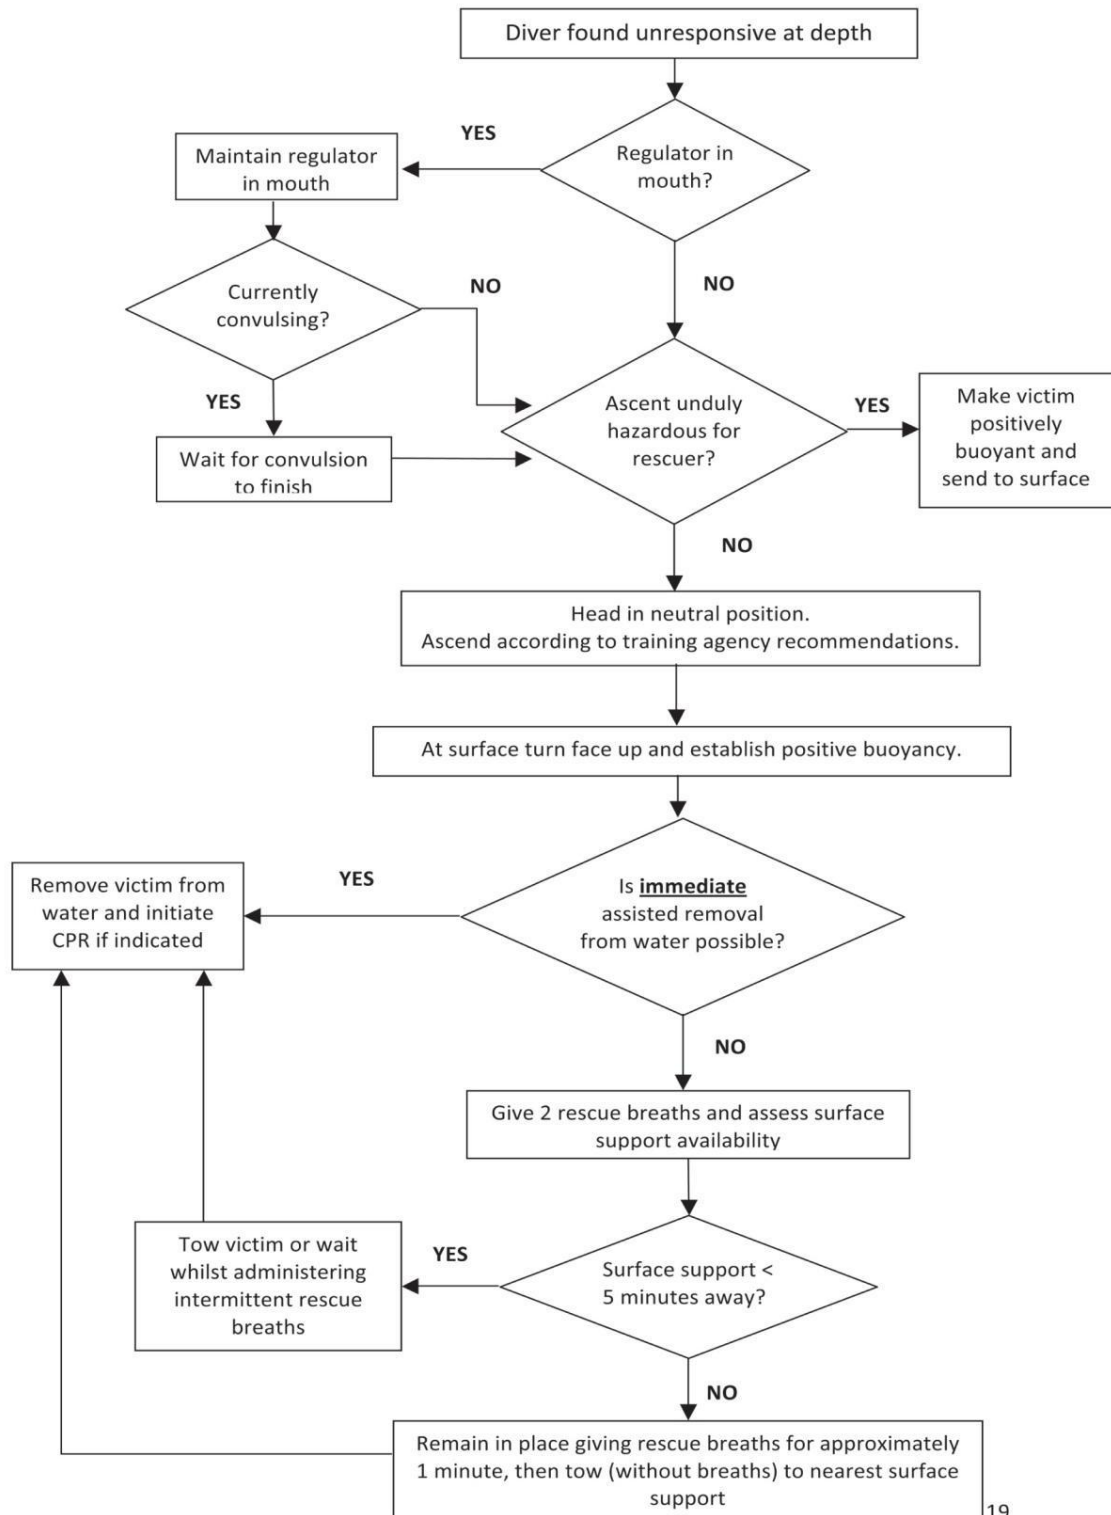 Diver found unresponsive at depth
YES
Regulator in
mouth?
Maintain regulator
in mouth
NO
NO
Currently
convulsing?
YES
Wait for convulsion
to finish
Ascent unduly
hazardous for
rescuer?
YES
Make victim
positively
buoyant and
send to surface
NO
Head in neutral position.
Ascend according to training agency recommendations.
At surface turn face up and establish positive buoyancy.
Is immediate
assisted removal
from water possible?
YES
Remove victim from
water and initiate
CPR if indicated
NO
Give 2 rescue breaths and assess surface
support availability
Surface support <
5 minutes away?
YES
Tow victim or wait
whilst administering
intermittent rescue
breaths
NO
Remain in place giving rescue breaths for approximately
1 minute, then tow (without breaths) to nearest surface
support
19